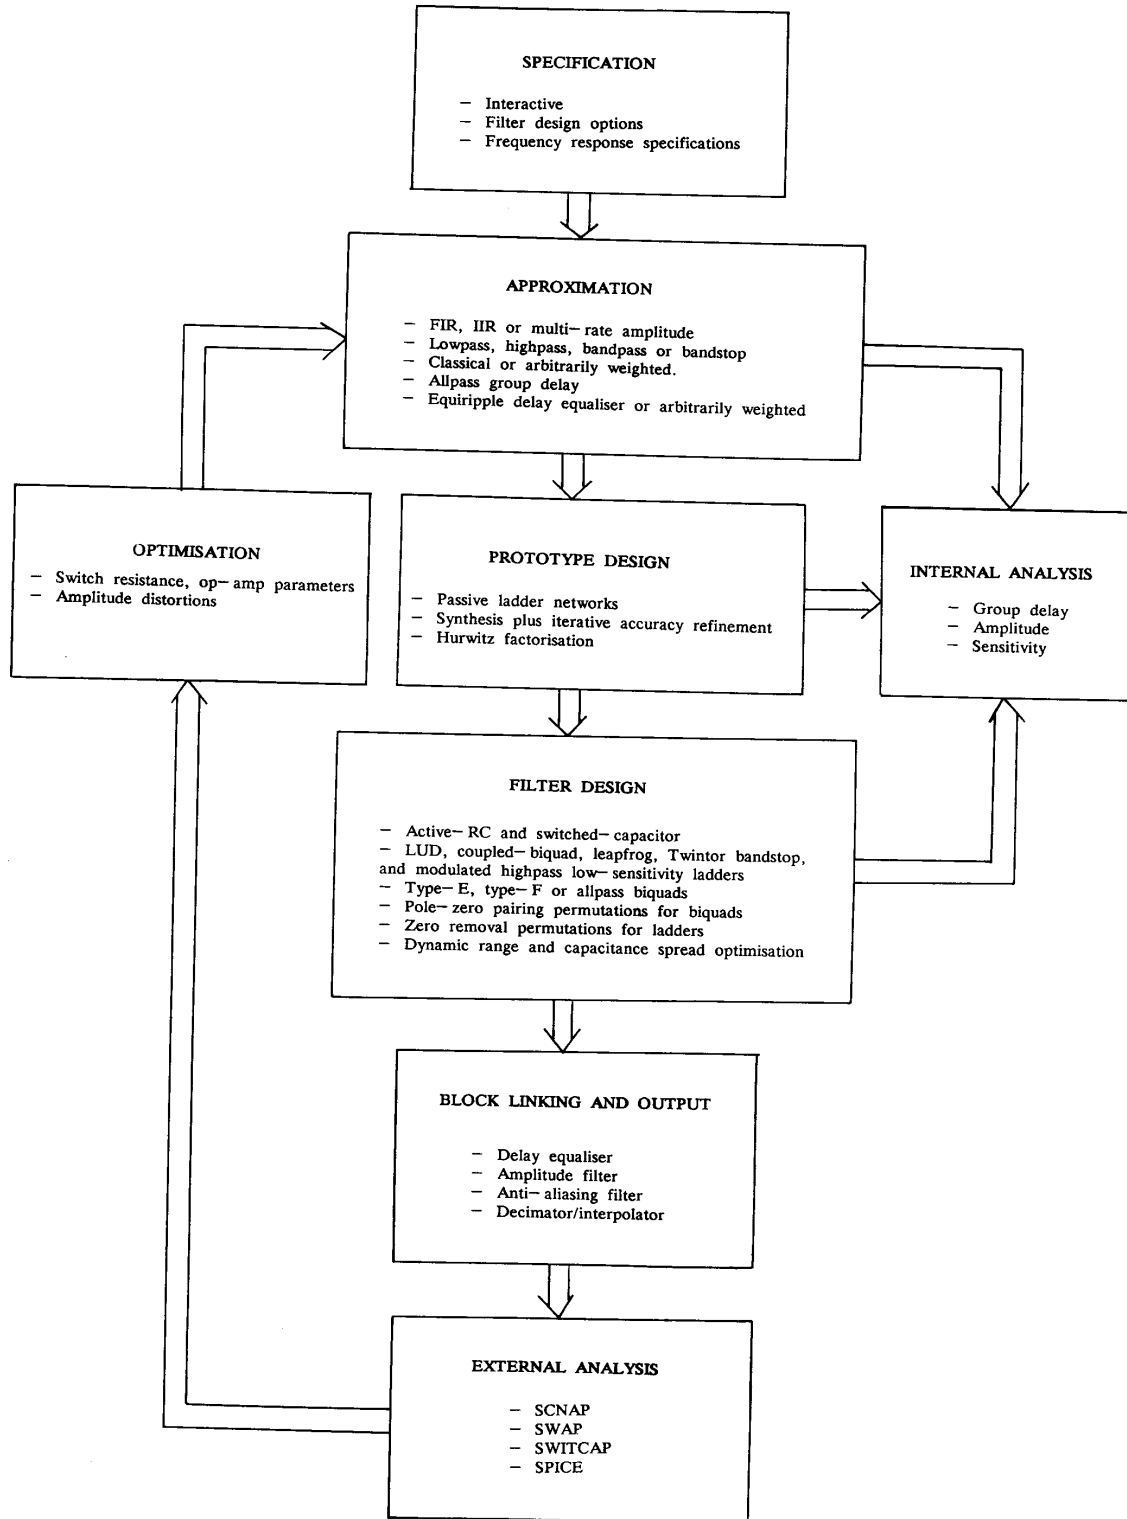 SPECIFICATION
— Interactive
— Filter design options
— Frequency response specifications
APPROXIMATION
— FIR, IIR or multi—rate amplitude
— Lowpass, highpass, bandpass or bandstop
— Classical or arbitrarily weighted.
— Allpass group delay
— Equiripple delay equaliser or arbitrarily weighted
OPTIMISATION
— Switch resistance, op—amp parameters
— Amplitude distortions
PROTOTYPE DESIGN
— Passive ladder networks
— Synthesis plus iterative accuracy refinement
— Hurwitz factorisation
INTERNAL ANALYSIS
— Group delay
— Amplitude
— Sensitivity
FILTER DESIGN
— Active—RC and switched—capacitor
— LUD, coupled—biquad, leapfrog, Twintor bandstop,
and modulated highpass low—sensitivity ladders
— Type—E, type—F or allpass biquads
— Pole—zero pairing permutations for biquads
— Zero removal permutations for ladders
— Dynamic range and capacitance spread optimisation
BLOCK LINKING AND OUTPUT
— Delay equaliser
— Amplitude filter
— Anti—aliasing filter
— Decimator/interpolator
EXTERNAL ANALYSIS
— SCNAP
— SWAP
— SWITCAP
— SPICE